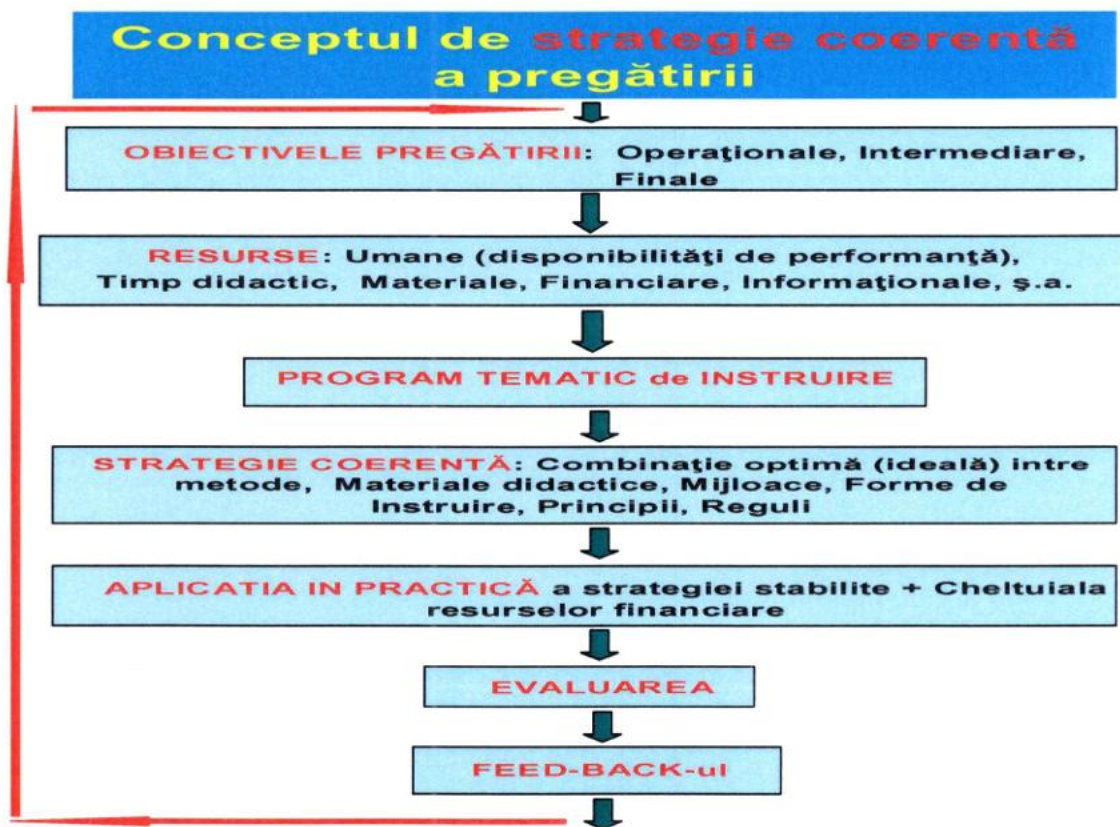 Conceptul de strategie coerentă
a pregătirii
OBIECTIVELE PREGĂTIRII: Operaţionale, Intermediare,
Finale
RESURSE: Umane (disponibilităţi de performanţă),
Timp didactic, Materiale, Financiare, Informaţionale, ş.a.
PROGRAM TEMATIC de INSTRUIRE
STRATEGIE COERENTĂ: Combinaţie optimă (ideală) intre
metode, Materiale didactice, Mijloace, Forme de
Instruire, Principii, Reguli
APLICATIA IN PRACTICĂ a strategiei stabilite + Cheltuiala
resurselor financiare
EVALUAREA
FEED-BACK-ul